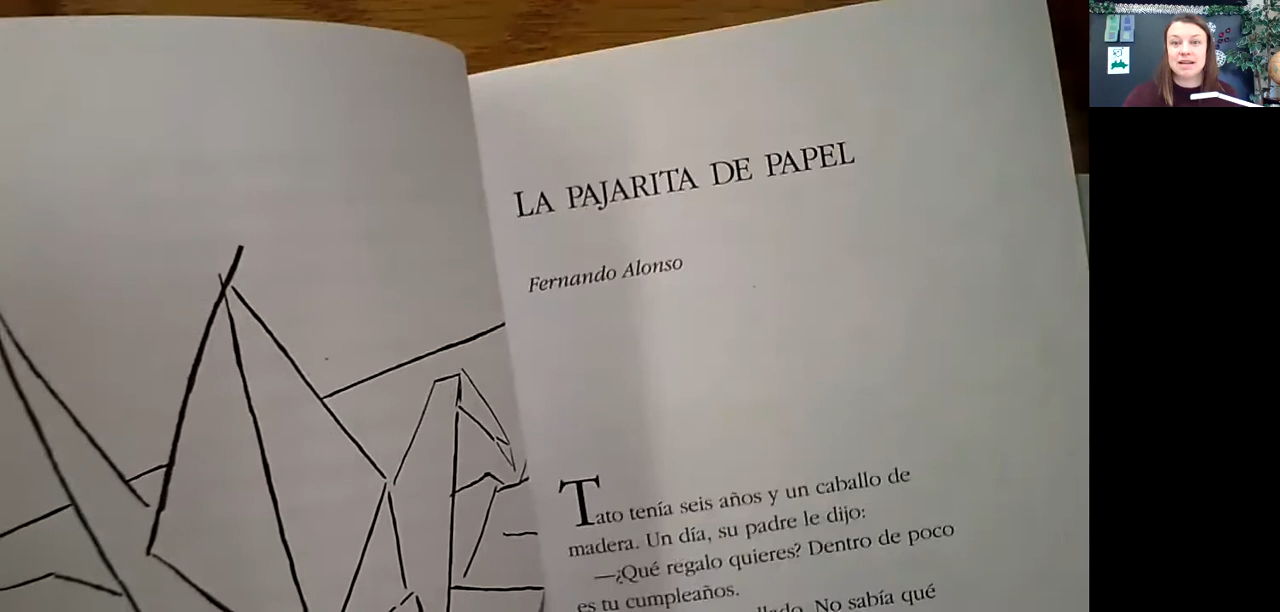 LA PAJARITA DE PAPEL
Fernando Alonso
Tato tenía seis años y un caballo de
madera. Un día, su padre le dijo:
—¿Qué regalo quieres? Dentro de poco
es tu cumpleaños.
No sabía qué